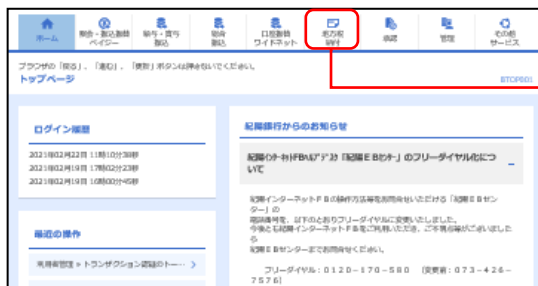 ホーム
照会・振込振替
ペイジー
給与・賞与
振込
総合
振込
口座振替
ワイドネット
地方税
納付
承認
管理
その他
サービス
ブラウザの「戻る」、「進む」、「更新」ボタンは押さないでください。
トップページ
BTOP001
ログイン履歴
2021年02月22日 11時10分38秒
2021年02月19日 17時02分23秒
2021年02月19日 16時00分45秒
最近の操作
利用者管理 » トランザクション認証のトー…
紀陽銀行からのお知らせ
紀陽インターネットFBヘルプデスク「紀陽EBセンター」のフリーダイヤル化につ
いて
紀陽インターネットFBの操作方法等をお問合せいただける「紀陽EBセン
ター」の
電話番号を、以下のとおりフリーダイヤルに変更いたしました。
今後とも紀陽インターネットFBをご利用いただき、ご不明点等がございました
ら
紀陽EBセンターまでお問合せください。
フリーダイヤル：0120-170-580 (変更前：073-426-
7576)